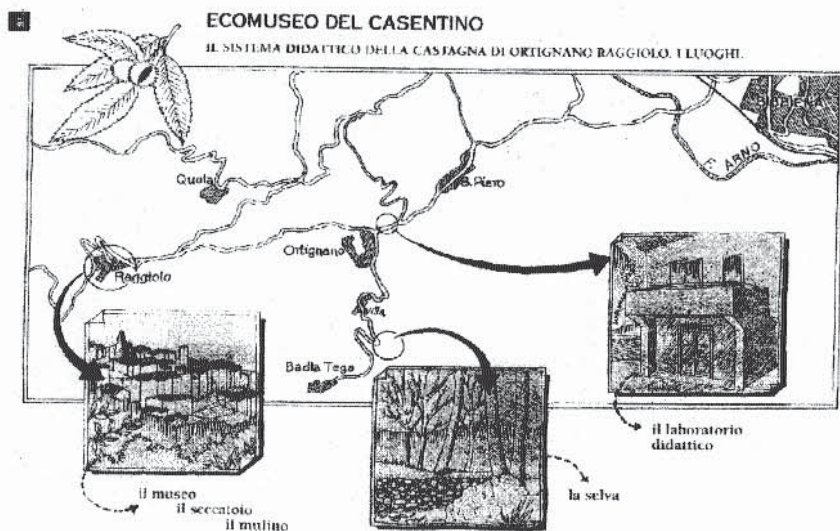 ECOMUSEO DEL CASENTINO
IL SISTEMA DIDATTICO DELLA CASTAGNA DI ORTIGNANO RAGGIOLO. I LUOGHI.
BIBBIENA
F. ARNO
Quota
S. Piero
Ortignano
Raggiolo
Badia Tega
il laboratorio
didattico
la selva
il museo
il seccatoio
il mulino